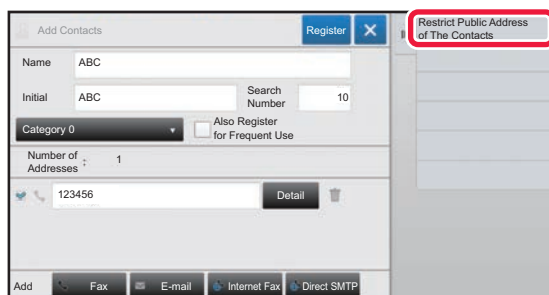 Add Contacts
Register
Restrict Public Address
of The Contacts
Name
ABC
Initial
ABC
Search
Number
10
Category 0
Also Register
for Frequent Use
Number of
Addresses
:
1
123456
Detail
Add
Fax
E-mail
Internet Fax
Direct SMTP